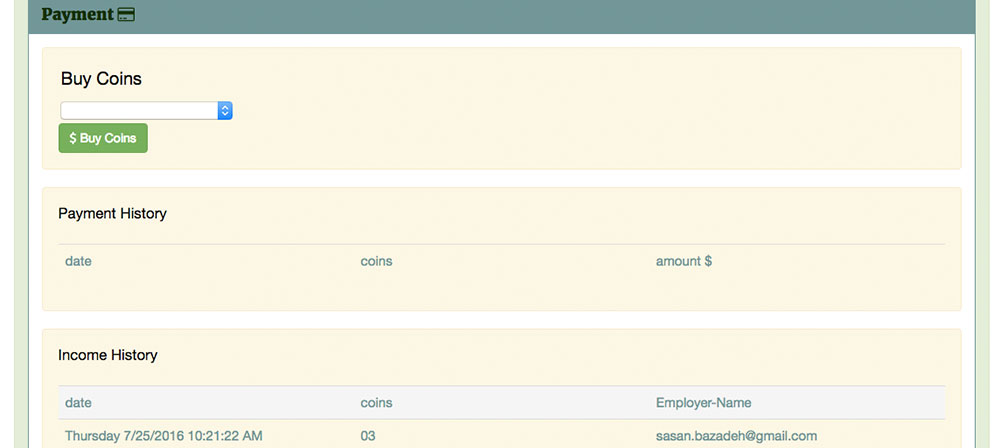 Payment
Buy Coins
$ Buy Coins
Payment History
date coins amount $
Income History
date coins Employer-Name
Thursday 7/25/2016 10:21:22 AM 03 sasan.bazadeh@gmail.com